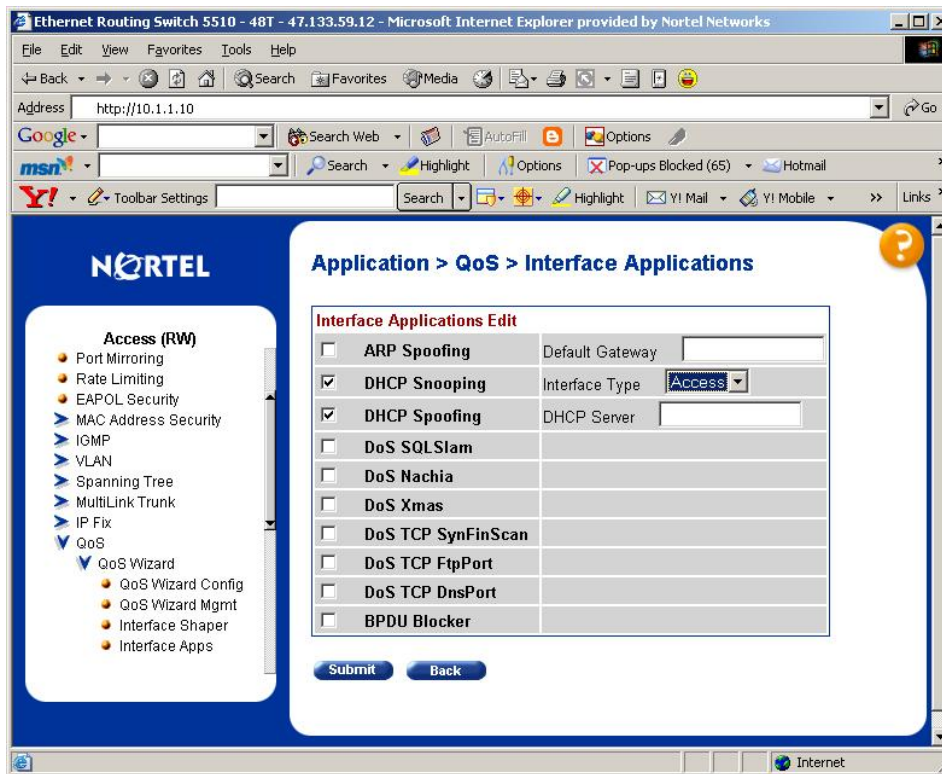 Ethernet Routing Switch 5510 - 48T - 47.133.59.12 - Microsoft Internet Explorer provided by Nortel Networks
File Edit View Favorites Tools Help
Back Search Favorites Media
Address http://10.1.1.10 Go
Google Search Web AutoFill Options
msn Search Highlight Options Pop-ups Blocked (65) Hotmail
Y! Toolbar Settings Search Highlight Y! Mail Y! Mobile >> Links
NORTEL
Access (RW)
Port Mirroring
Rate Limiting
EAPOL Security
MAC Address Security
IGMP
VLAN
Spanning Tree
MultiLink Trunk
IP Fix
QoS
QoS Wizard
QoS Wizard Config
QoS Wizard Mgmt
Interface Shaper
Interface Apps
Application > QoS > Interface Applications
?
Interface Applications Edit
ARP Spoofing Default Gateway
DHCP Snooping Interface Type Access
DHCP Spoofing DHCP Server
DoS SQLSlam
DoS Nachia
DoS Xmas
DoS TCP SynFinScan
DoS TCP FtpPort
DoS TCP DnsPort
BPDU Blocker
Submit Back
Internet